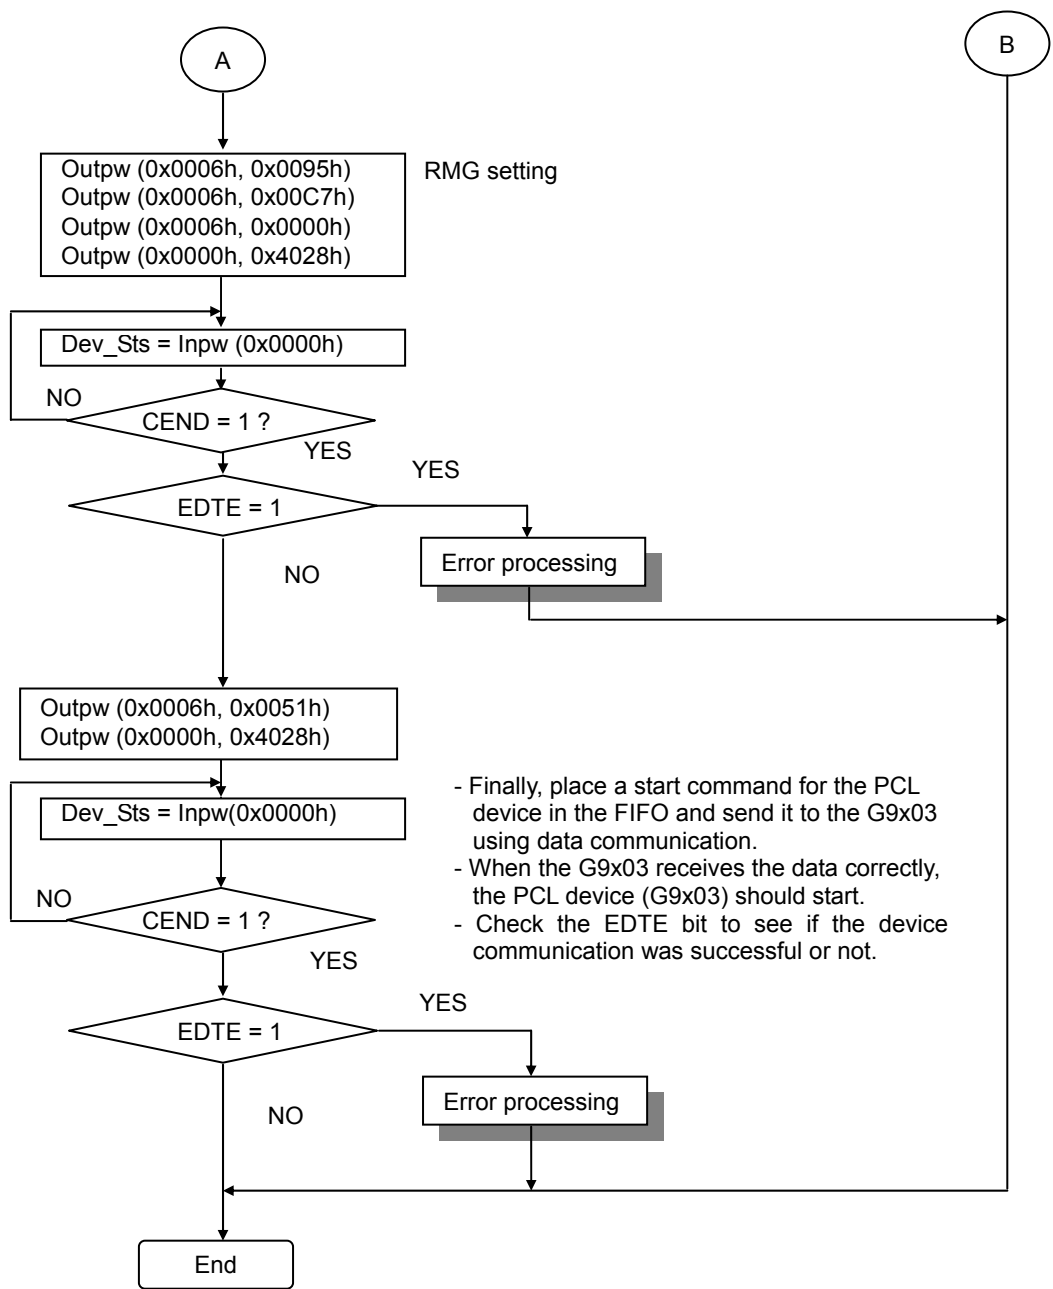 A
B
Outpw (0x0006h, 0x0095h)
Outpw (0x0006h, 0x00C7h)
Outpw (0x0006h, 0x0000h)
Outpw (0x0000h, 0x4028h)
RMG setting
Dev_Sts = Inpw (0x0000h)
NO
CEND = 1 ?
YES
YES
EDTE = 1
Error processing
NO
Outpw (0x0006h, 0x0051h)
Outpw (0x0000h, 0x4028h)
Dev_Sts = Inpw(0x0000h)
- Finally, place a start command for the PCL
device in the FIFO and send it to the G9x03
using data communication.
- When the G9x03 receives the data correctly,
the PCL device (G9x03) should start.
- Check the EDTE bit to see if the device
communication was successful or not.
NO
CEND = 1 ?
YES
YES
EDTE = 1
Error processing
NO
End